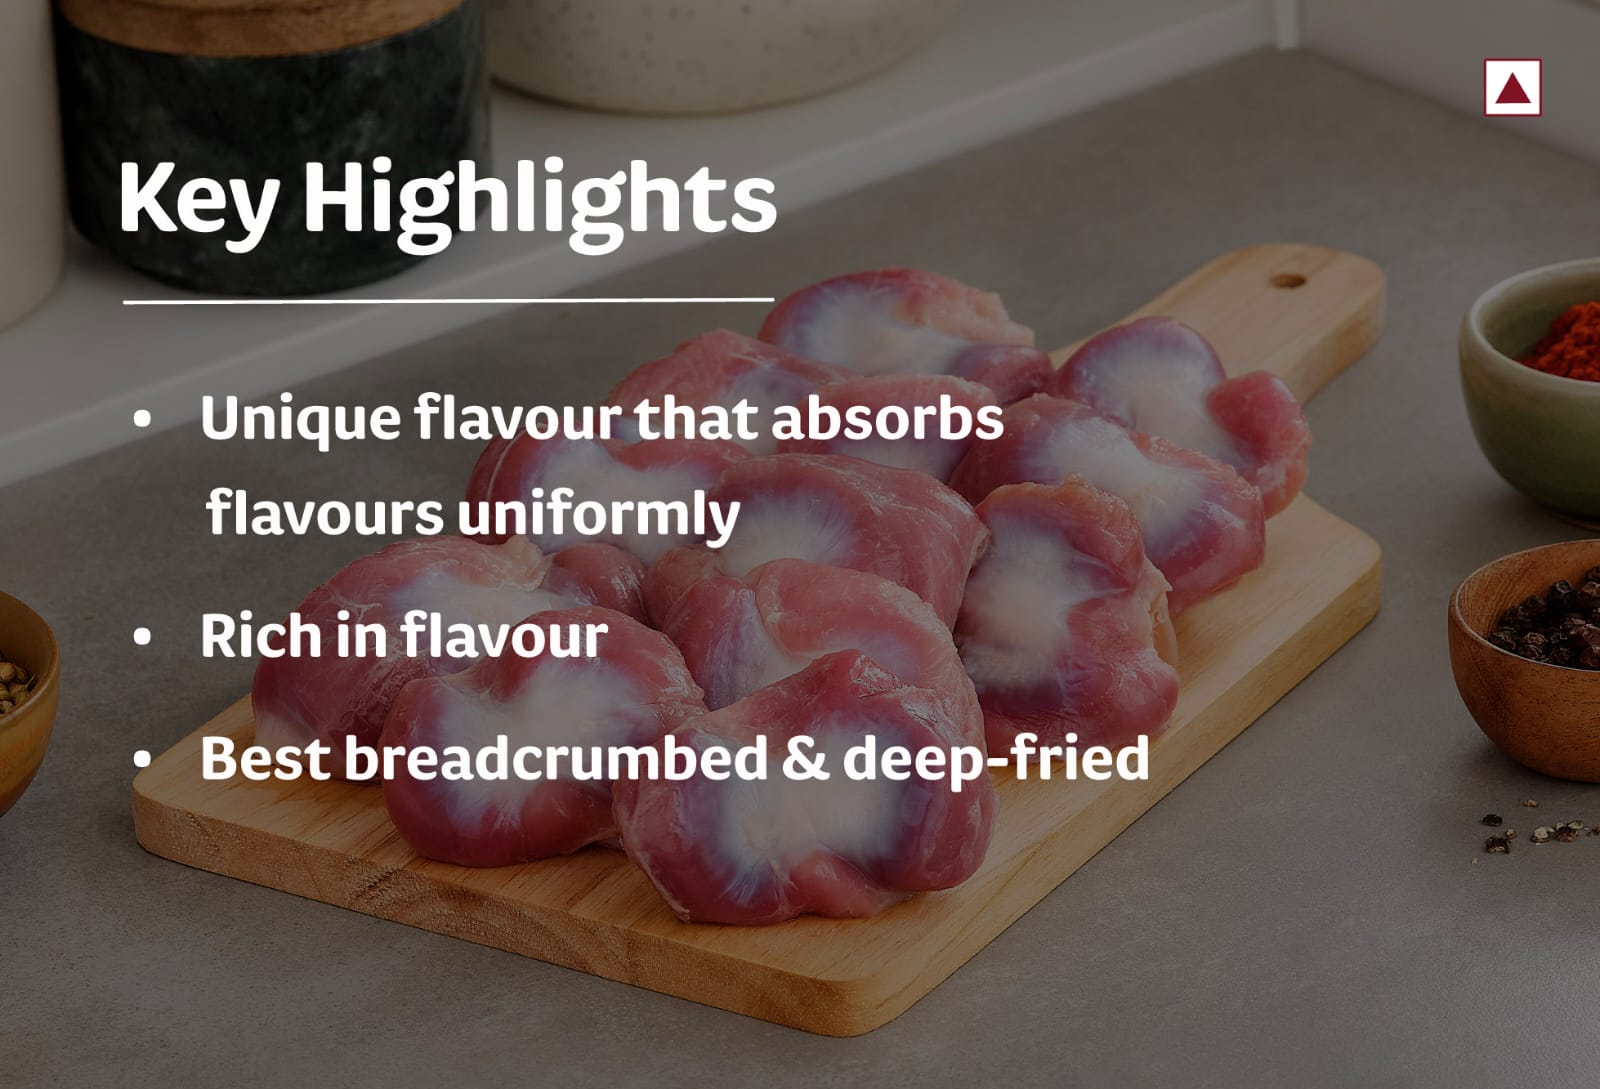 Key Highlights
• Unique flavour that absorbs
flavours uniformly
• Rich in flavour
• Best breadcrumbed & deep-fried